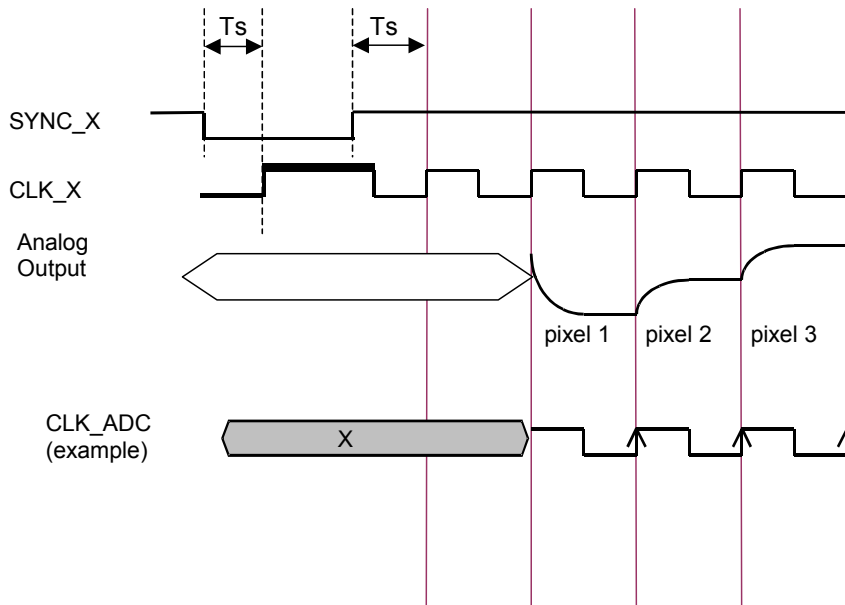 Ts Ts
SYNC_X
CLK_X
Analog
Output
pixel 1 pixel 2 pixel 3
CLK_ADC
(example)
X